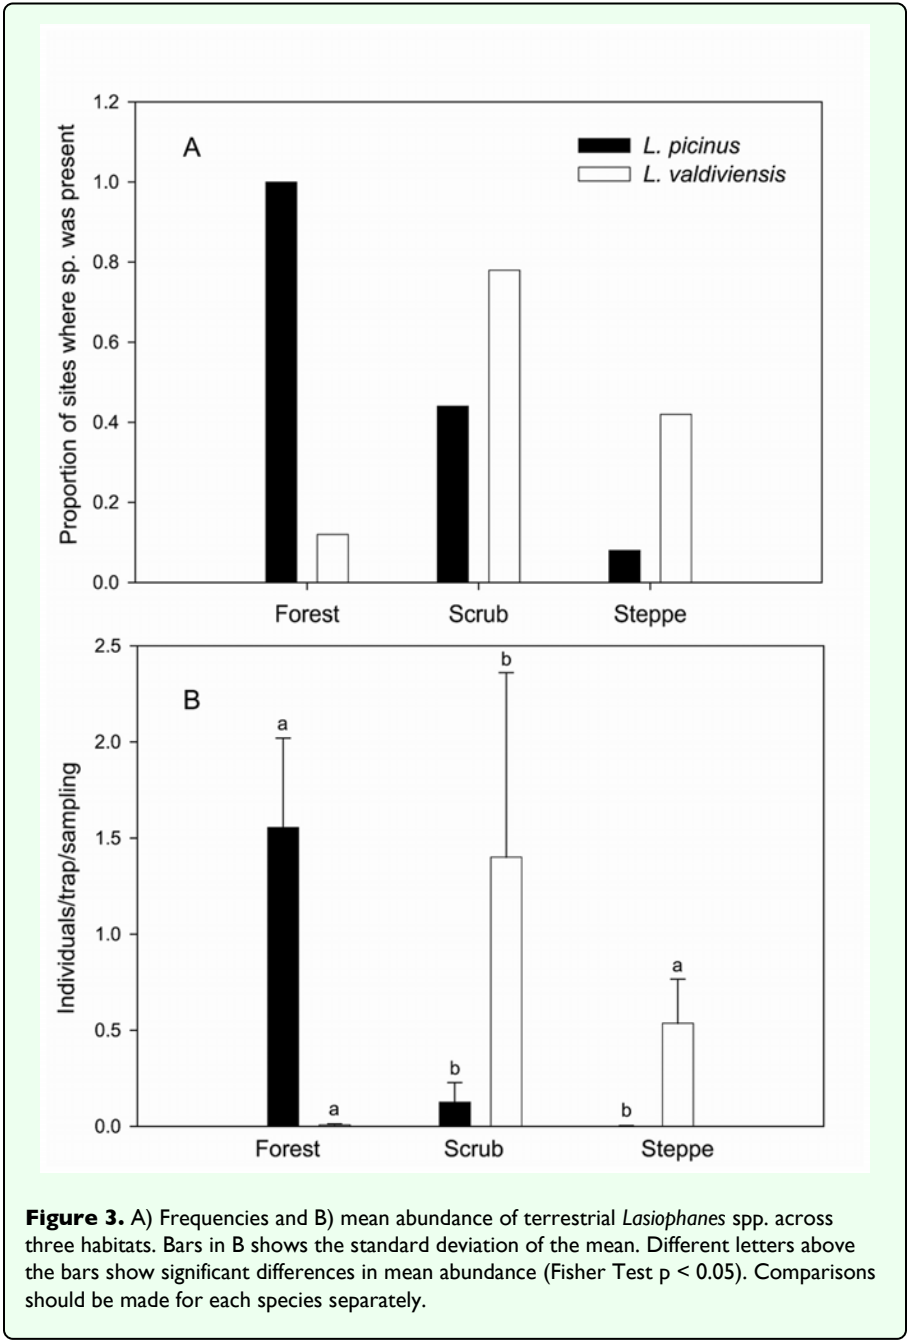 1.2
A
L. picinus
L. valdiviensis
1.0
0.8
0.6
0.4
0.2
0.0
Proportion of sites where sp. was present
Forest Scrub Steppe
2.5
B
b
a
2.0
1.5
1.0
a
0.5
b
a
b
0.0
Individuals/trap/sampling
Forest Scrub Steppe
Figure 3. A) Frequencies and B) mean abundance of terrestrial Lasiophanes spp. across
three habitats. Bars in B shows the standard deviation of the mean. Different letters above
the bars show significant differences in mean abundance (Fisher Test p < 0.05). Comparisons
should be made for each species separately.